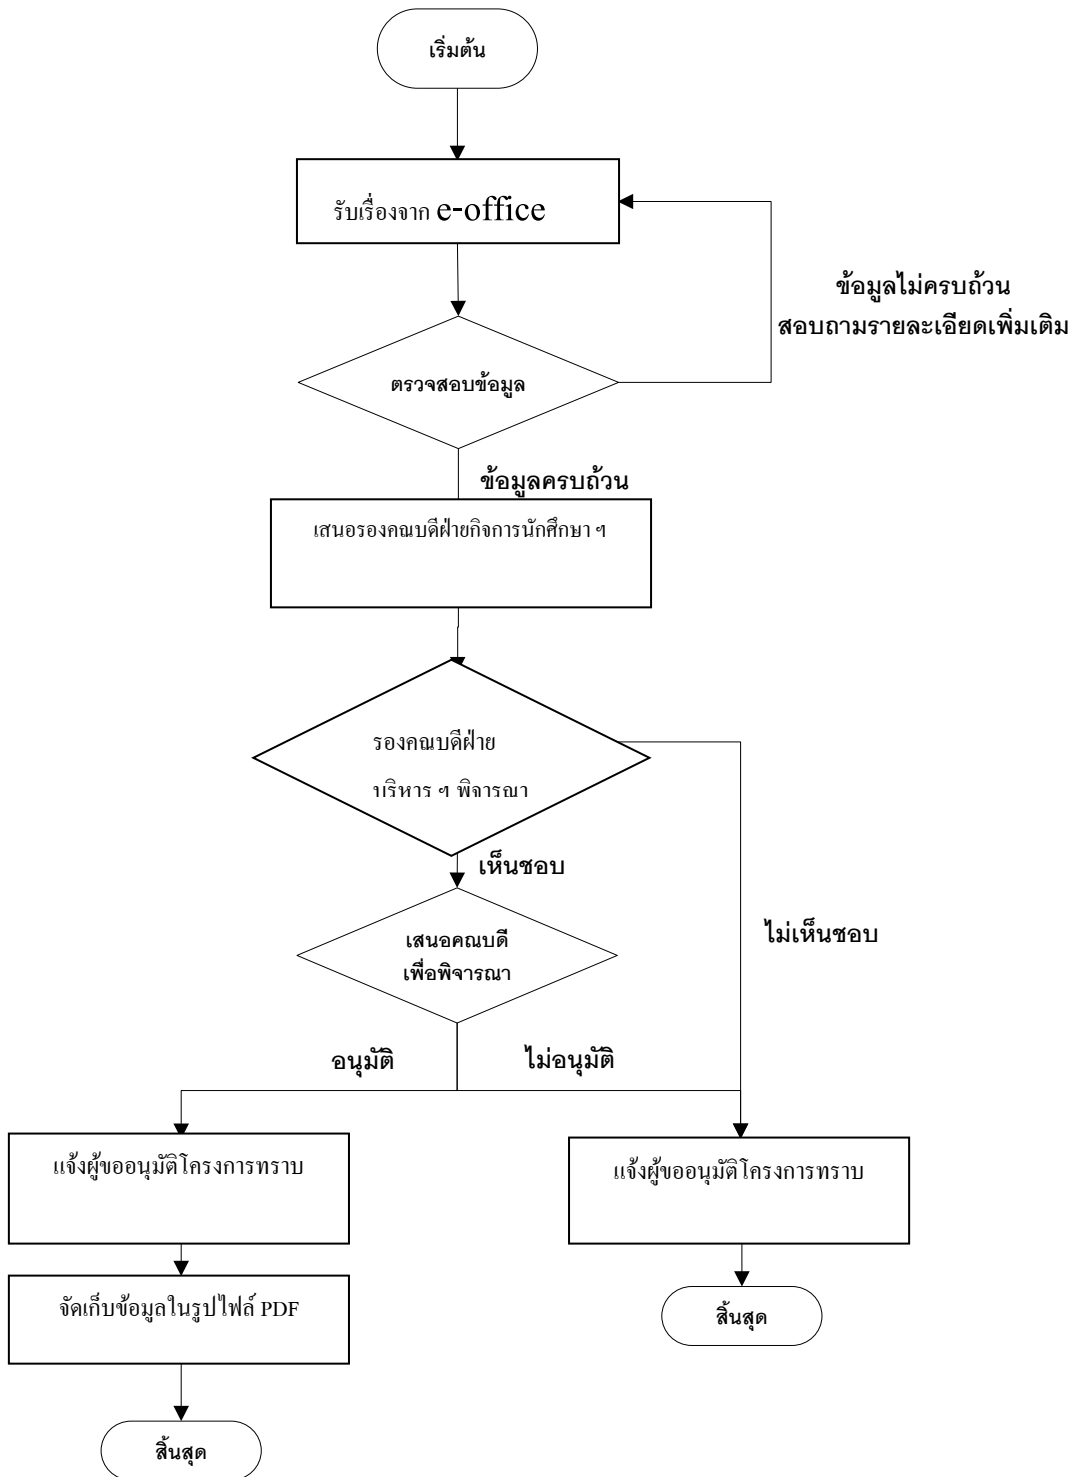 เริ่มต้น
รับเรื่องจาก e-office
ข้อมูลไม่ครบถ้วน
สอบถามรายละเอียดเพิ่มเติม
ตรวจสอบข้อมูล
ข้อมูลครบถ้วน
เสนอรองคณบดีฝ่ายกิจการนักศึกษา ฯ
รองคณบดีฝ่าย
บริหาร ฯ พิจารณา
เห็นชอบ
ไม่เห็นชอบ
เสนอคณบดี
เพื่อพิจารณา
อนุมัติ
ไม่อนุมัติ
แจ้งผู้ขออนุมัติโครงการทราบ
แจ้งผู้ขออนุมัติโครงการทราบ
จัดเก็บข้อมูลในรูปไฟล์ PDF
สิ้นสุด
สิ้นสุด